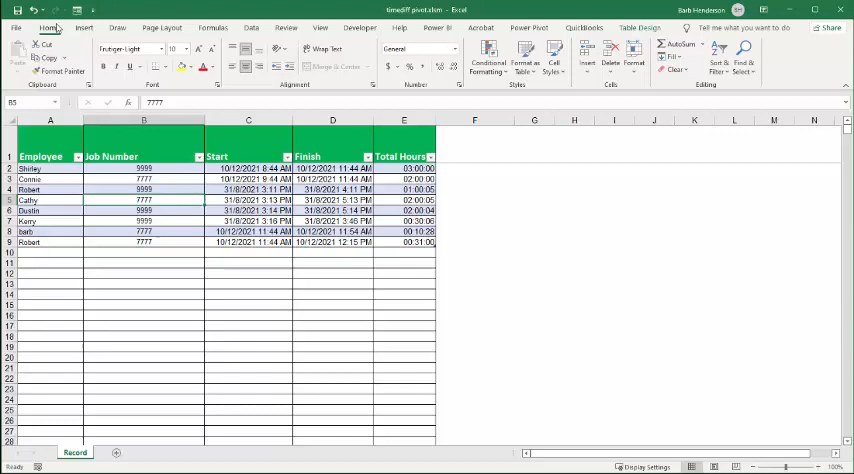 timediff pivot.xlsm - Excel
Barb Henderson BH
File Home Insert Draw Page Layout Formulas Data Review View Developer Help Power BI Acrobat Power Pivot QuickBooks Table Design Tell me what you want to do Share
Paste Cut Copy Format Painter
Frutiger-Light 10
B I U
Wrap Text
Merge & Center
General
$ % ,
Conditional Formatting Format as Table Cell Styles
Insert Delete Format
AutoSum Fill Clear
Sort & Filter Find & Select
Clipboard Font Alignment Number Styles Cells Editing
B5 fx 7777
A B C D E F G H I J K L M N
1 Employee Job Number Start Finish Total Hours
2 Shirley 9999 10/12/2021 8:44 AM 10/12/2021 11:44 AM 03:00:00
3 Connie 7777 10/12/2021 9:44 AM 10/12/2021 11:44 AM 02:00:00
4 Robert 9999 31/8/2021 3:11 PM 31/8/2021 4:11 PM 01:00:05
5 Cathy 7777 31/8/2021 3:13 PM 31/8/2021 5:13 PM 02:00:05
6 Dustin 9999 31/8/2021 3:14 PM 31/8/2021 5:14 PM 02:00:04
7 Kerry 9999 31/8/2021 3:16 PM 31/8/2021 3:46 PM 00:30:06
8 barb 7777 10/12/2021 11:44 AM 10/12/2021 11:54 AM 00:10:28
9 Robert 7777 10/12/2021 11:44 AM 10/12/2021 12:15 PM 00:31:00
10
11
12
13
14
15
16
17
18
19
20
21
22
23
24
25
26
27
28
Record
Ready Display Settings 100%